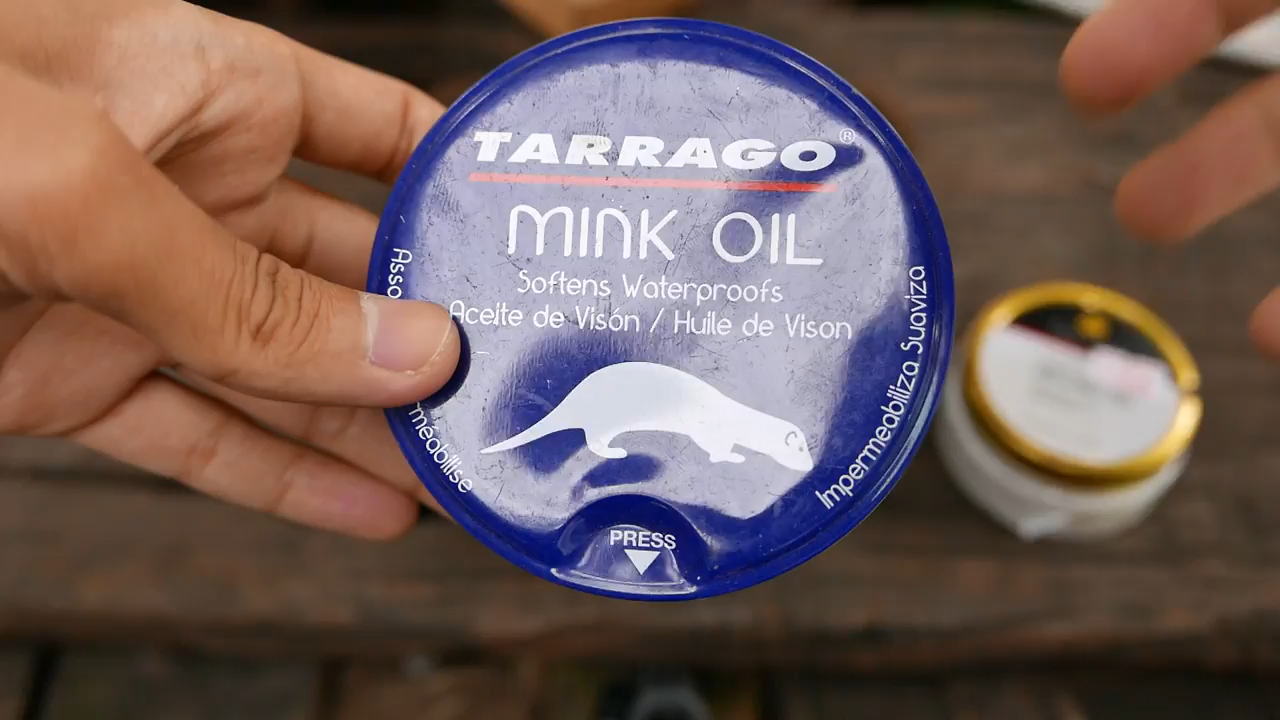 TARRAGO®
MINK OIL
Softens Waterproofs
Aceite de Visón / Huile de Vison
Impermeabiliza Suaviza
PRESS